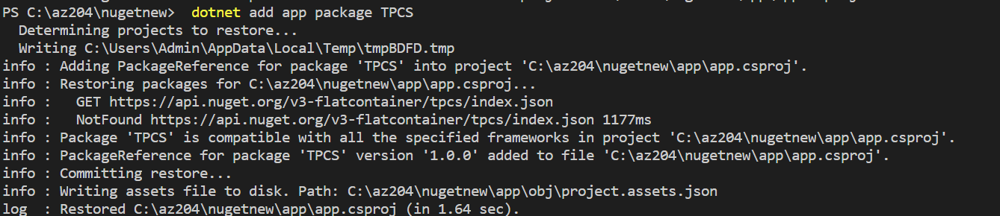 PS C:\az204\nugetnew>  dotnet add app package TPCS
  Determining projects to restore...
  Writing C:\Users\Admin\AppData\Local\Temp\tmpBDFD.tmp
info : Adding PackageReference for package 'TPCS' into project 'C:\az204\nugetnew\app\app.csproj'.
info : Restoring packages for C:\az204\nugetnew\app\app.csproj...
info :   GET https://api.nuget.org/v3-flatcontainer/tpcs/index.json
info :   NotFound https://api.nuget.org/v3-flatcontainer/tpcs/index.json 1177ms
info : Package 'TPCS' is compatible with all the specified frameworks in project 'C:\az204\nugetnew\app\app.csproj'.
info : PackageReference for package 'TPCS' version '1.0.0' added to file 'C:\az204\nugetnew\app\app.csproj'.
info : Committing restore...
info : Writing assets file to disk. Path: C:\az204\nugetnew\app\obj\project.assets.json
log  : Restored C:\az204\nugetnew\app\app.csproj (in 1.64 sec).